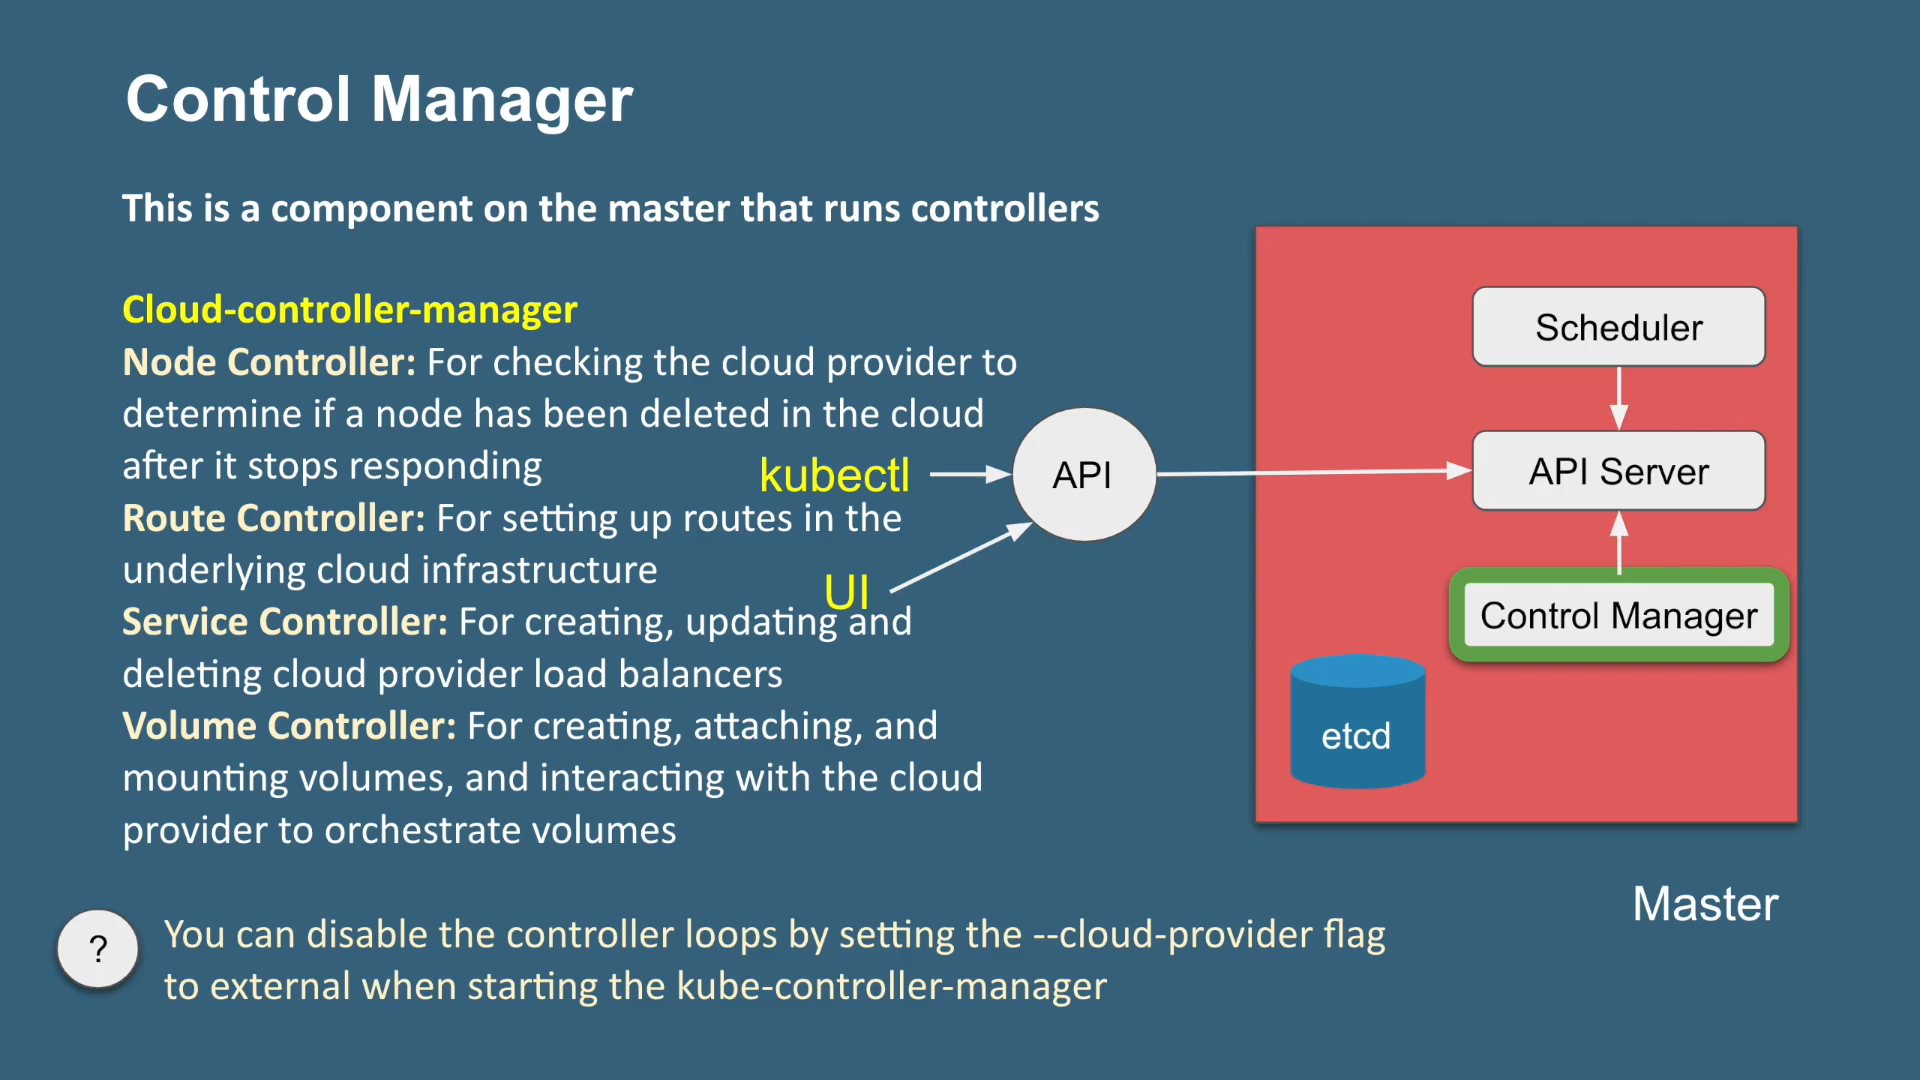 Control Manager
This is a component on the master that runs controllers
Cloud-controller-manager
Node Controller: For checking the cloud provider to
determine if a node has been deleted in the cloud
after it stops responding
Route Controller: For setting up routes in the
underlying cloud infrastructure
Service Controller: For creating, updating and
deleting cloud provider load balancers
Volume Controller: For creating, attaching, and
mounting volumes, and interacting with the cloud
provider to orchestrate volumes
kubectl
UI
API
Scheduler
API Server
Control Manager
etcd
Master
?
You can disable the controller loops by setting the --cloud-provider flag
to external when starting the kube-controller-manager